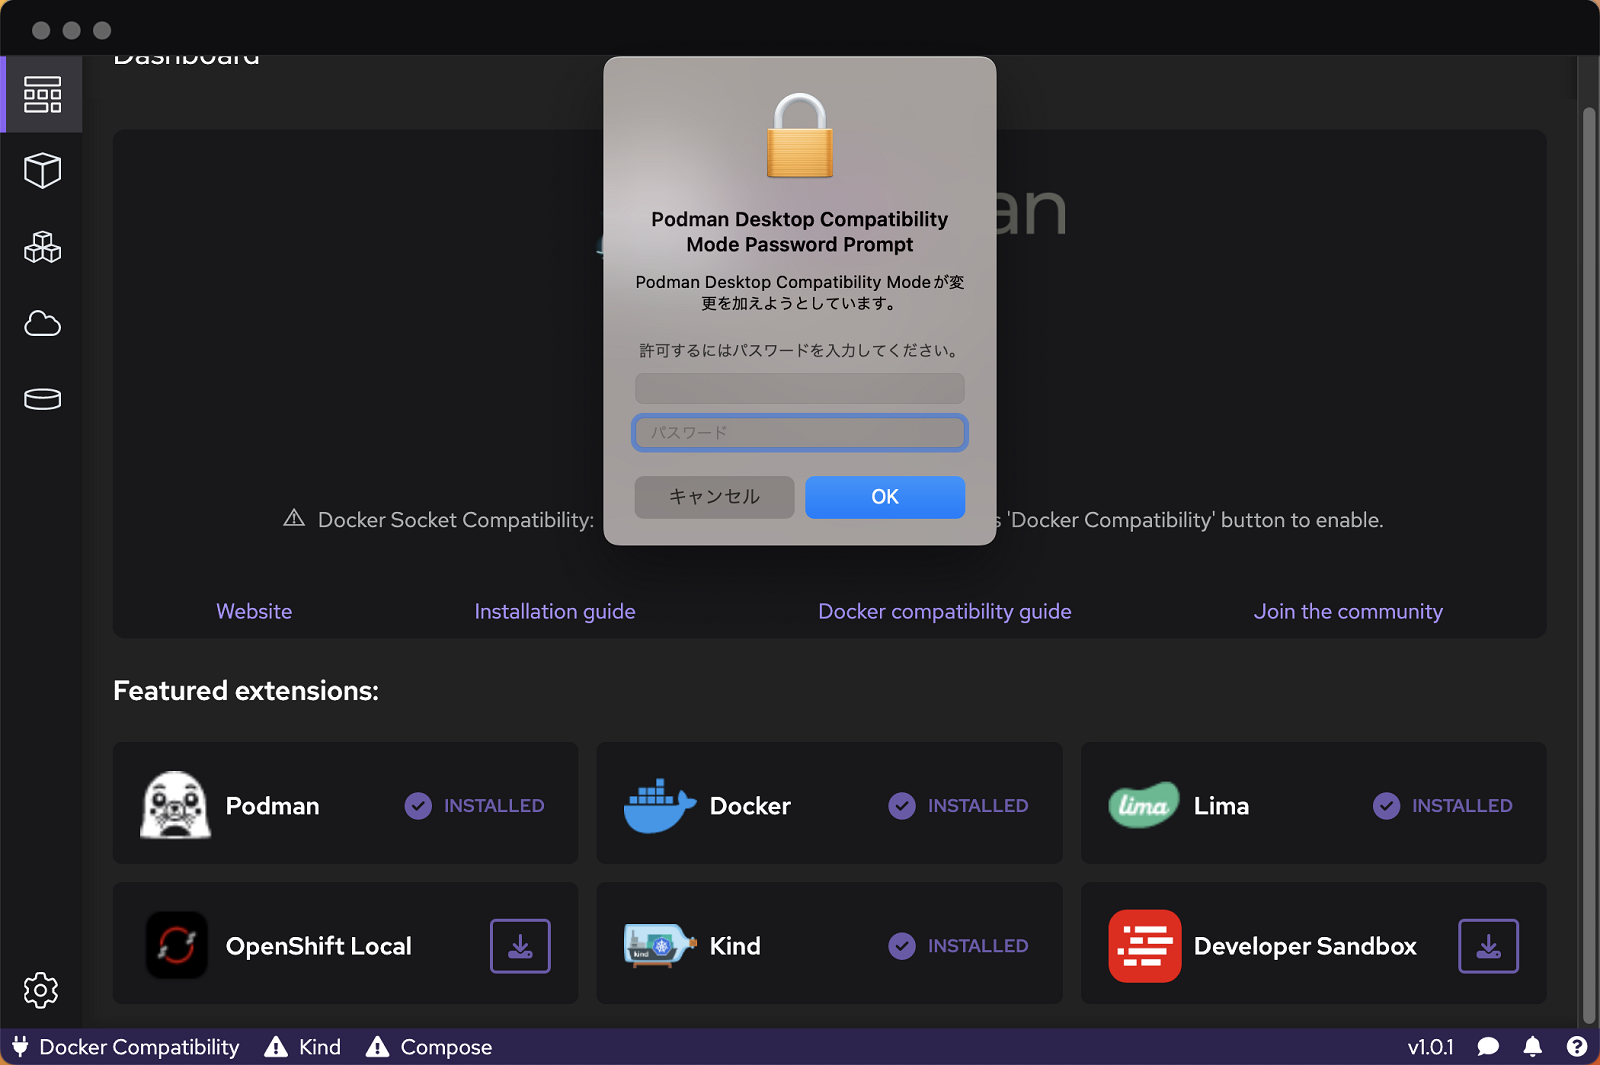 Dashboard
an
Podman Desktop Compatibility
Mode Password Prompt
Podman Desktop Compatibility Modeが変
更を加えようとしています。
許可するにはパスワードを入力してください。
パスワード
キャンセル
OK
Docker Socket Compatibility:
'Docker Compatibility' button to enable.
Website
Installation guide
Docker compatibility guide
Join the community
Featured extensions:
Podman
INSTALLED
Docker
INSTALLED
lima
Lima
INSTALLED
OpenShift Local
kind
Kind
INSTALLED
Developer Sandbox
Docker Compatibility
Kind
Compose
v1.0.1